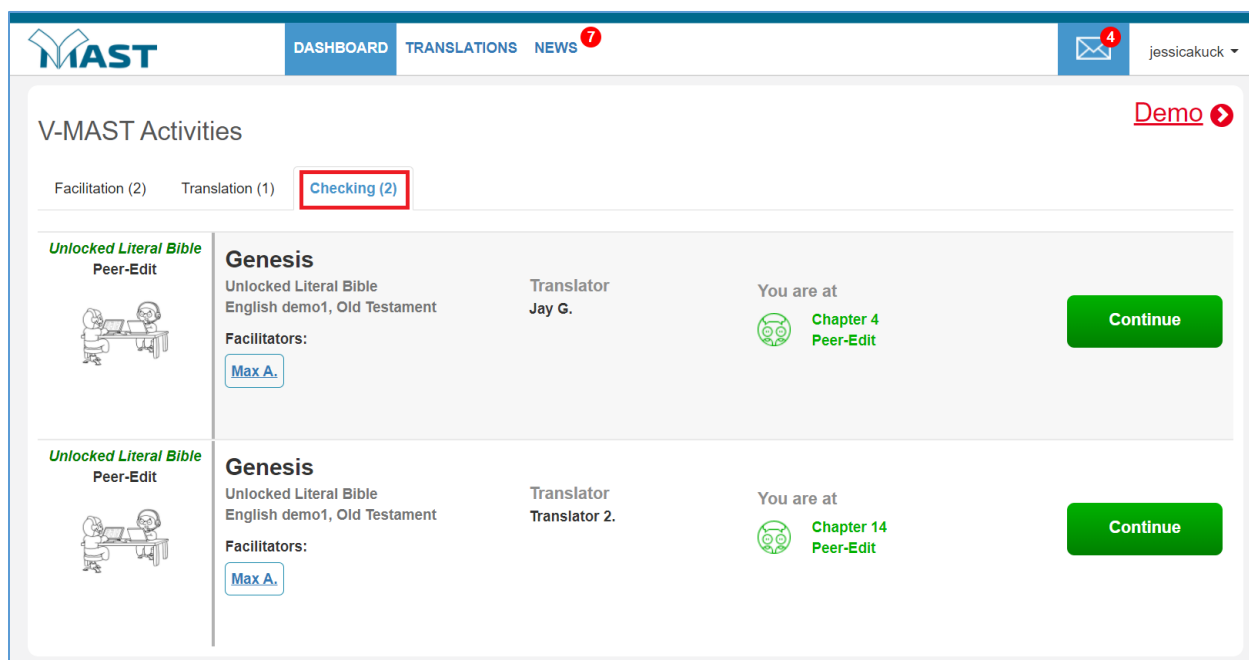 MAST DASHBOARD TRANSLATIONS NEWS 7 4 jessicakuck
Demo
V-MAST Activities
Facilitation (2) Translation (1) Checking (2)
Unlocked Literal Bible
Peer-Edit
Genesis
Unlocked Literal Bible
English demo1, Old Testament
Facilitators:
Max A.
Translator
Jay G.
You are at
Chapter 4
Peer-Edit
Continue
Unlocked Literal Bible
Peer-Edit
Genesis
Unlocked Literal Bible
English demo1, Old Testament
Facilitators:
Max A.
Translator
Translator 2.
You are at
Chapter 14
Peer-Edit
Continue